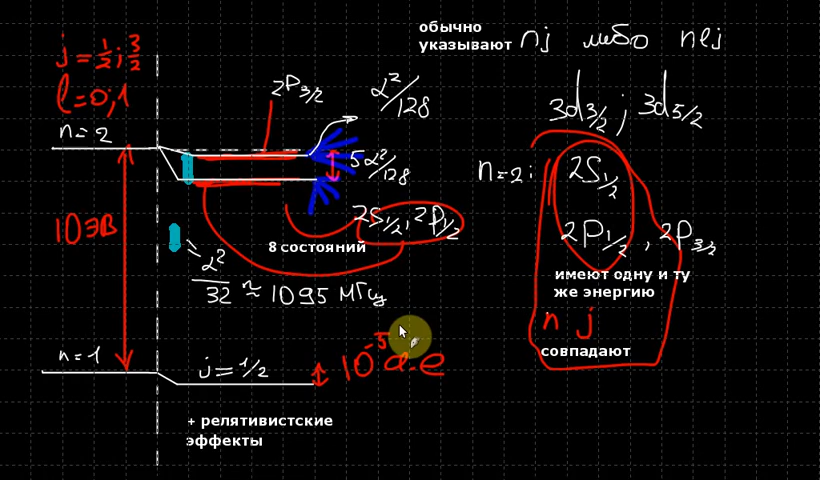 обычно
указывают nj либо nlj
j = 1/2 ; 3/2
l = 0, 1
2P3/2
α²/128
3d3/2 ; 3d5/2
n = 2
5α²/128
n=2: 2S1/2
10 эВ
2S1/2, 2P1/2
2P1/2, 2P3/2
8 состояний
имеют одну и ту
же энергию
α²/32 ≈ 1095 МГц
n j
совпадают
n = 1
j = 1/2
10⁻⁵ а.е
+ релятивистские
эффекты